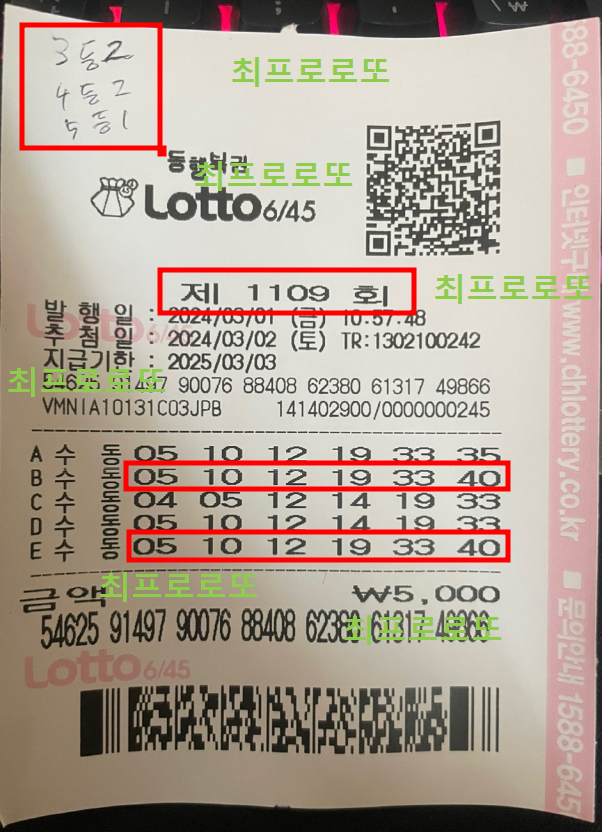 ₩
3등2
4등2
5등1
최프로로또
동행복권
최프로로또
Lotto 6/45
제 1109 회
최프로로또
발 행 일 : 2024/03/01 (금) 10:57:48
추 첨 일 : 2024/03/02 (토) TR:1302100242
지급기한 : 2025/03/03
최프로로또
54625 91497 90076 88408 62380 61317 49866
VMNIA10131C03JPB 141402900/0000000245
A 수 동 05 10 12 19 33 35
B 수 동 05 10 12 19 33 40
C 수 동 04 05 12 14 19 33
D 수 동 05 10 12 14 19 33
E 수 동 05 10 12 19 33 40
최프로로또
금액 ₩5,000
54625 91497 90076 88408 62380 61317 49866
최프로로또
Lotto 6/45
588-6450
인터넷구
www.dhlottery.co.kr
문의안내 1588-645